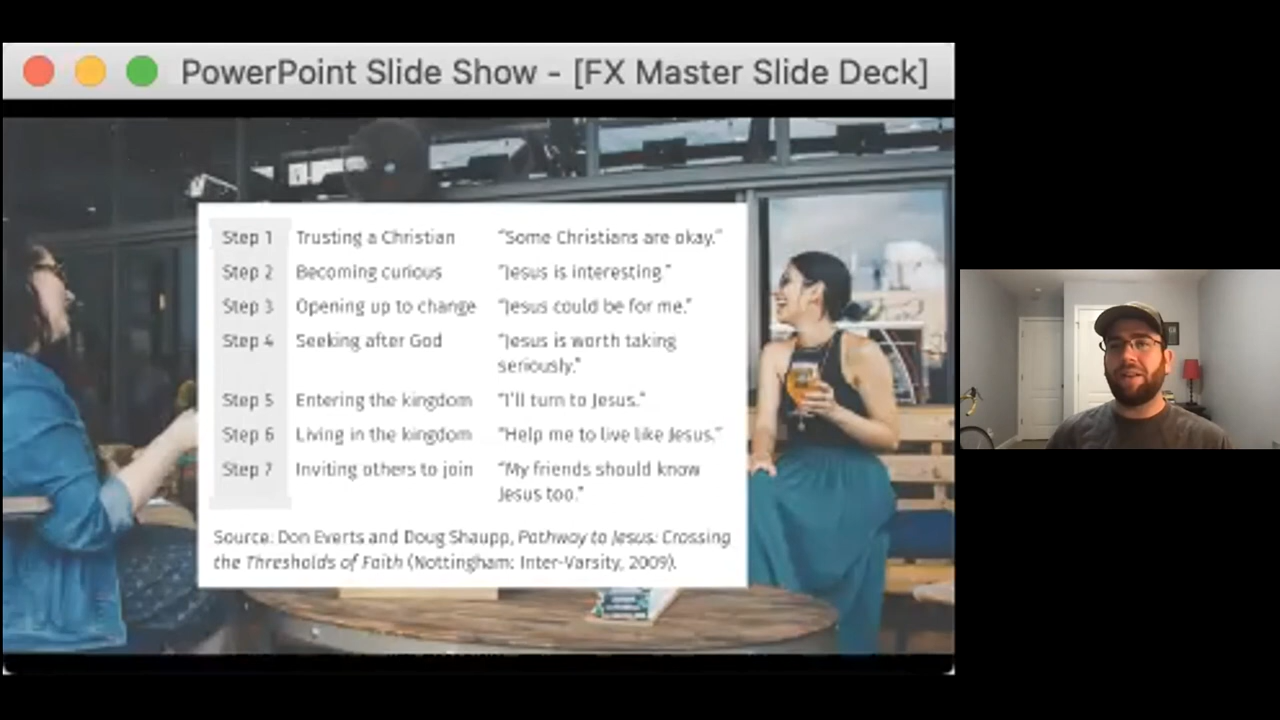 PowerPoint Slide Show - [FX Master Slide Deck]
Step 1 Trusting a Christian "Some Christians are okay."
Step 2 Becoming curious "Jesus is interesting."
Step 3 Opening up to change "Jesus could be for me."
Step 4 Seeking after God "Jesus is worth taking
seriously."
Step 5 Entering the kingdom "I'll turn to Jesus."
Step 6 Living in the kingdom "Help me to live like Jesus."
Step 7 Inviting others to join "My friends should know
Jesus too."
Source: Don Everts and Doug Shaupp, Pathway to Jesus: Crossing
the Thresholds of Faith (Nottingham: Inter-Varsity, 2009).